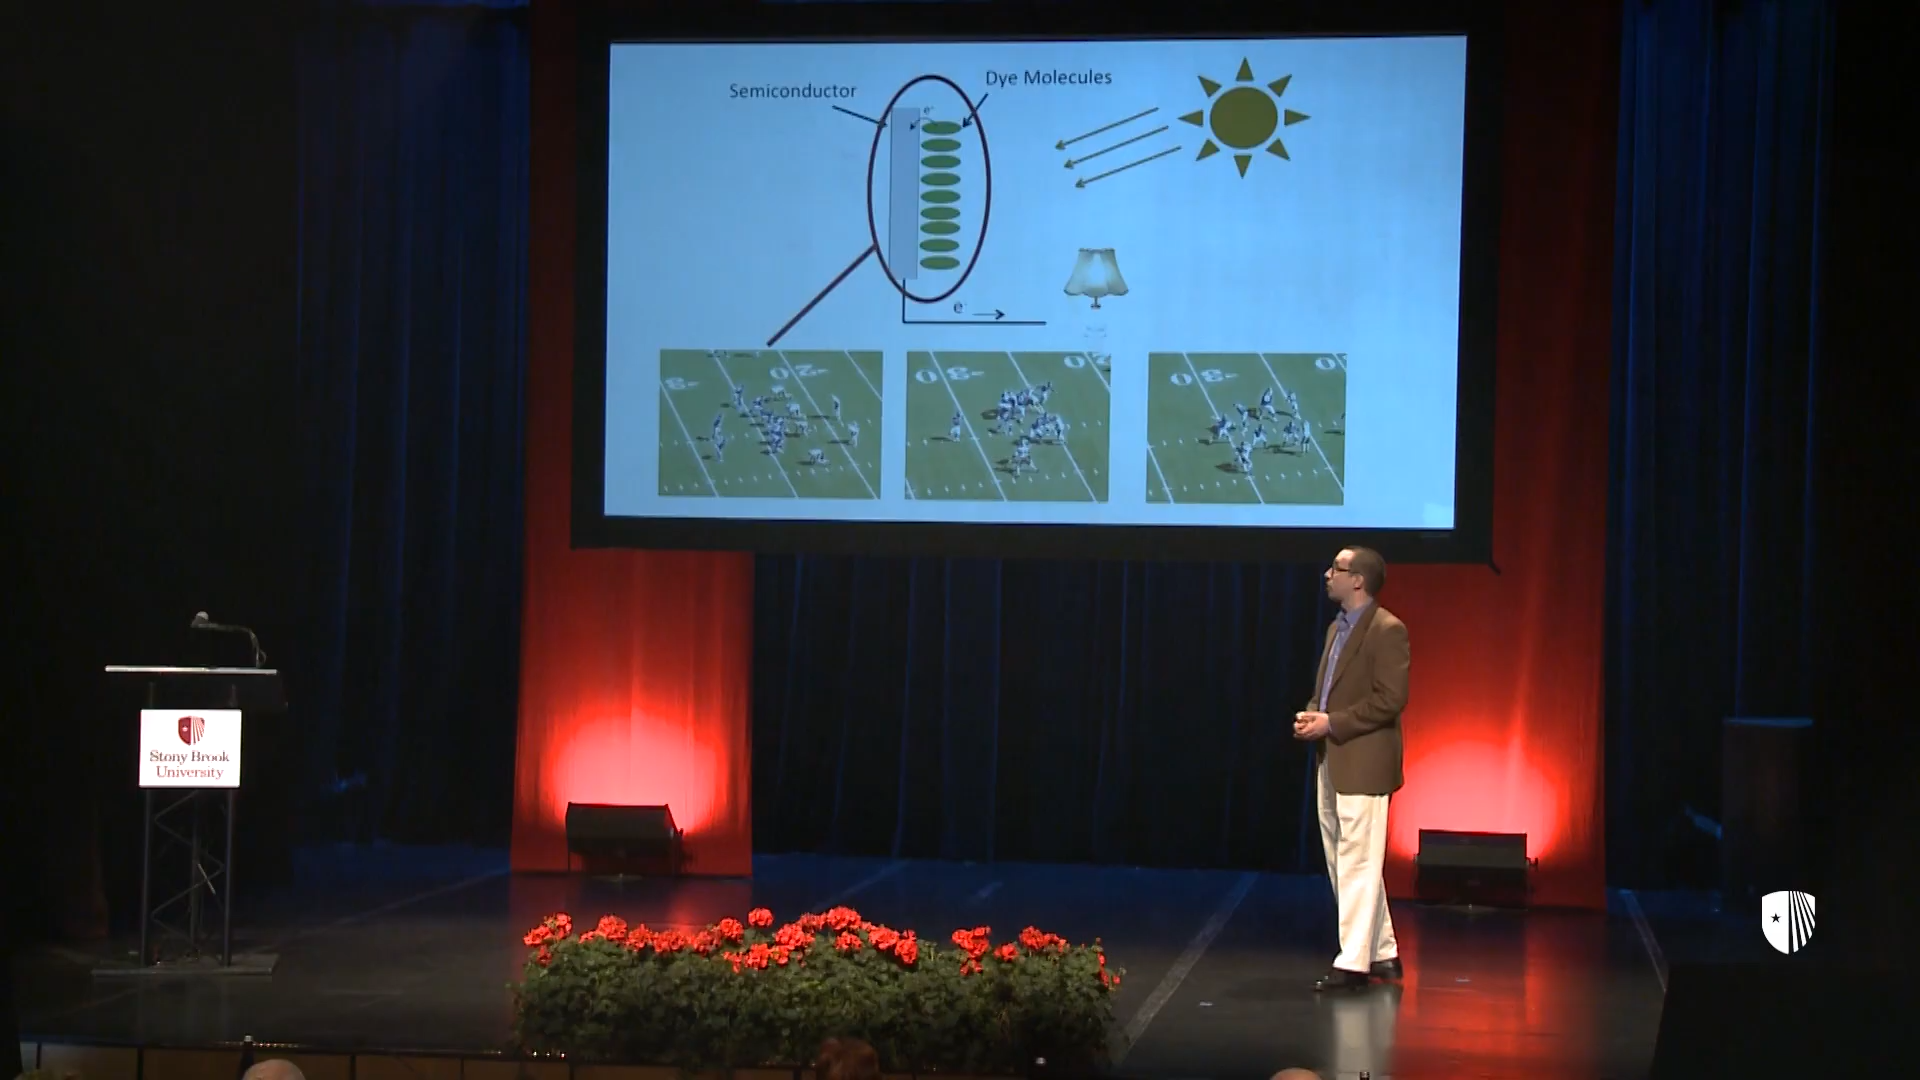 Semiconductor
Dye Molecules
e-
e-
Stony Brook
University